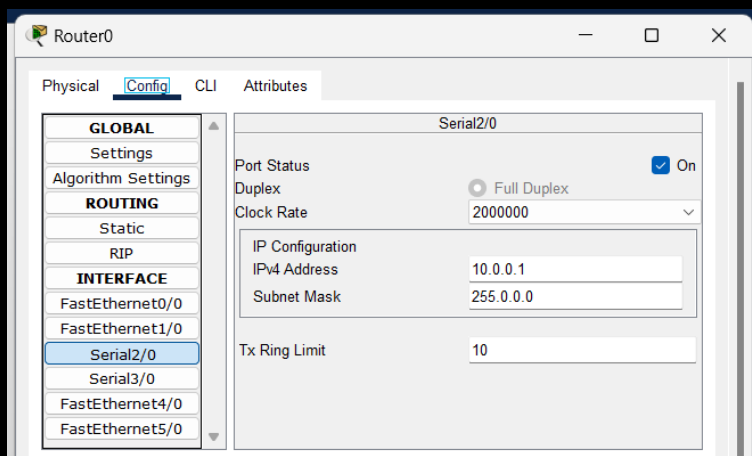 Router0
Physical Config CLI Attributes
GLOBAL
Settings
Algorithm Settings
ROUTING
Static
RIP
INTERFACE
FastEthernet0/0
FastEthernet1/0
Serial2/0
Serial3/0
FastEthernet4/0
FastEthernet5/0
Serial2/0
Port Status On
Duplex Full Duplex
Clock Rate 2000000
IP Configuration
IPv4 Address 10.0.0.1
Subnet Mask 255.0.0.0
Tx Ring Limit 10